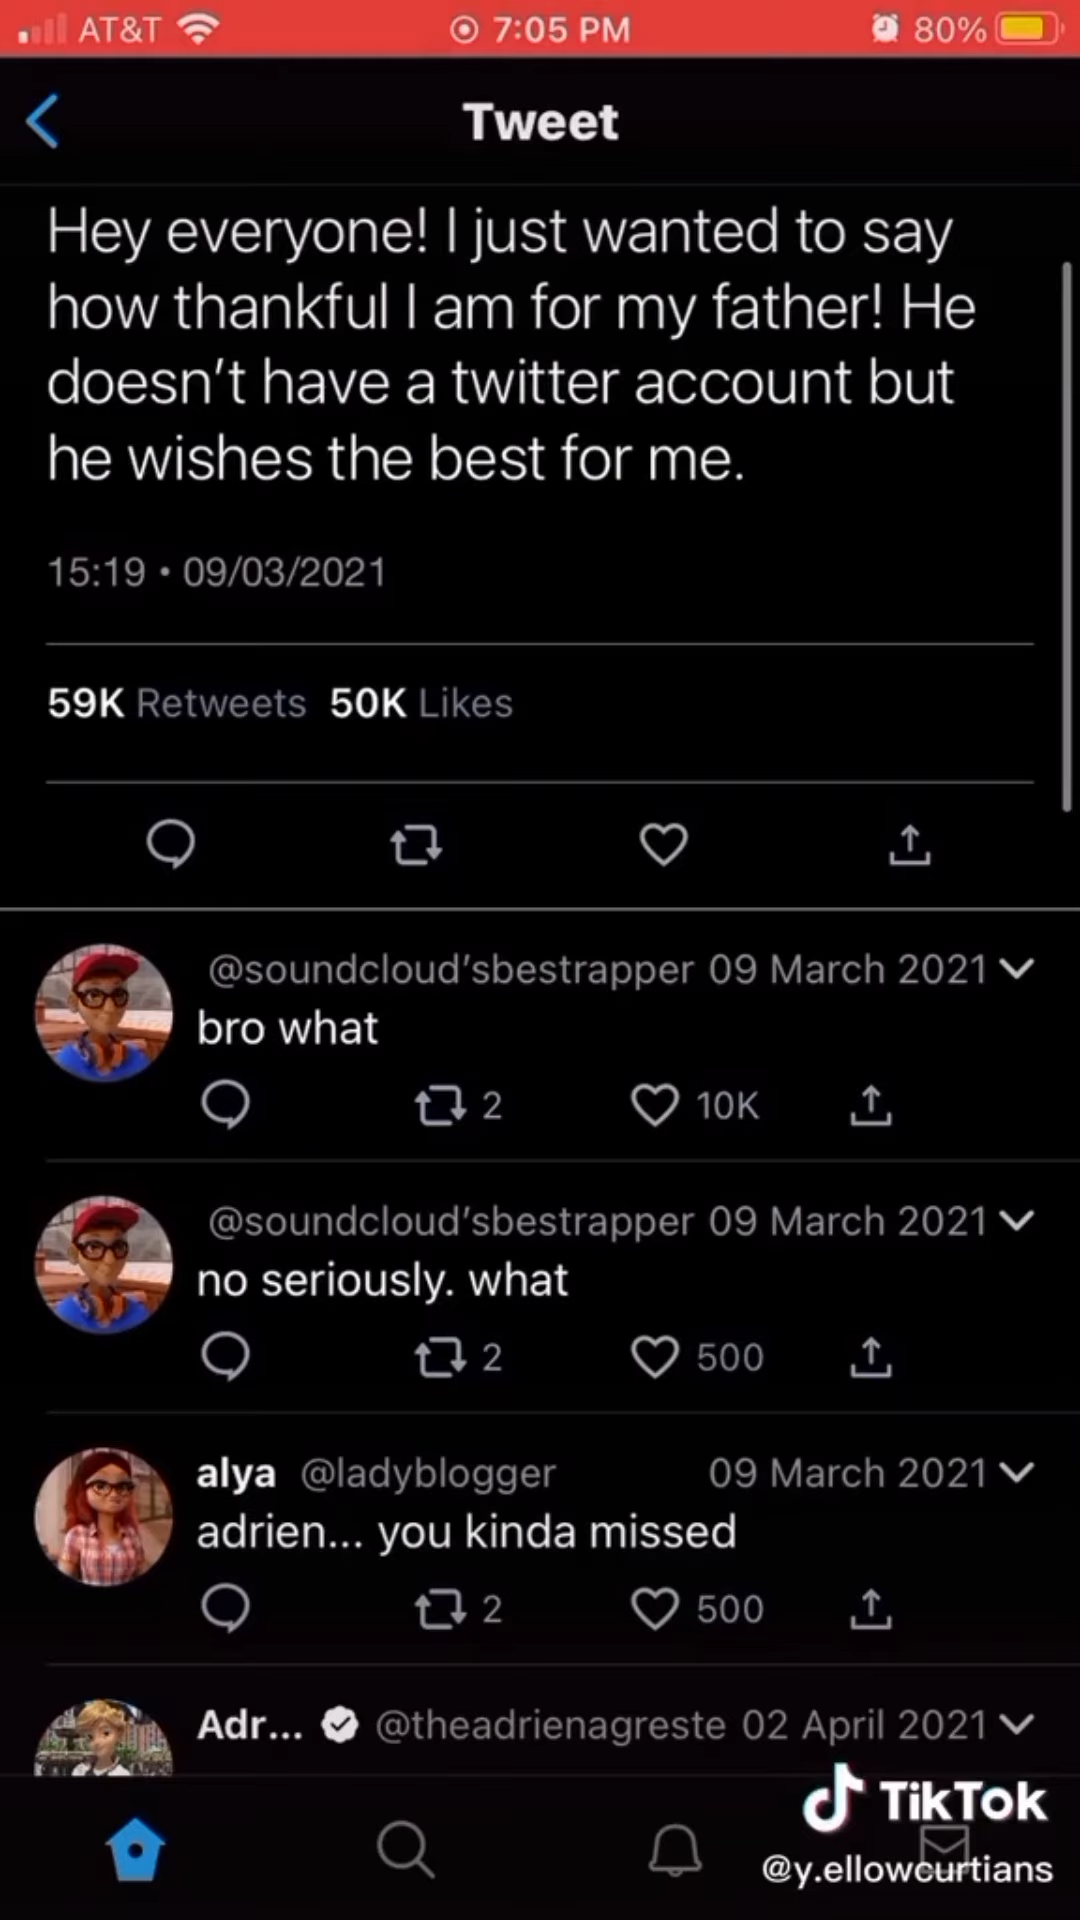 AT&T 7:05 PM 80%
Tweet
Hey everyone! I just wanted to say
how thankful I am for my father! He
doesn't have a twitter account but
he wishes the best for me.
15:19 • 09/03/2021
59K Retweets 50K Likes
@soundcloud'sbestrapper 09 March 2021
bro what
2 10K
@soundcloud'sbestrapper 09 March 2021
no seriously. what
2 500
alya @ladyblogger 09 March 2021
adrien... you kinda missed
2 500
Adr... @theadrienagreste 02 April 2021
TikTok
@y.ellowcurtians